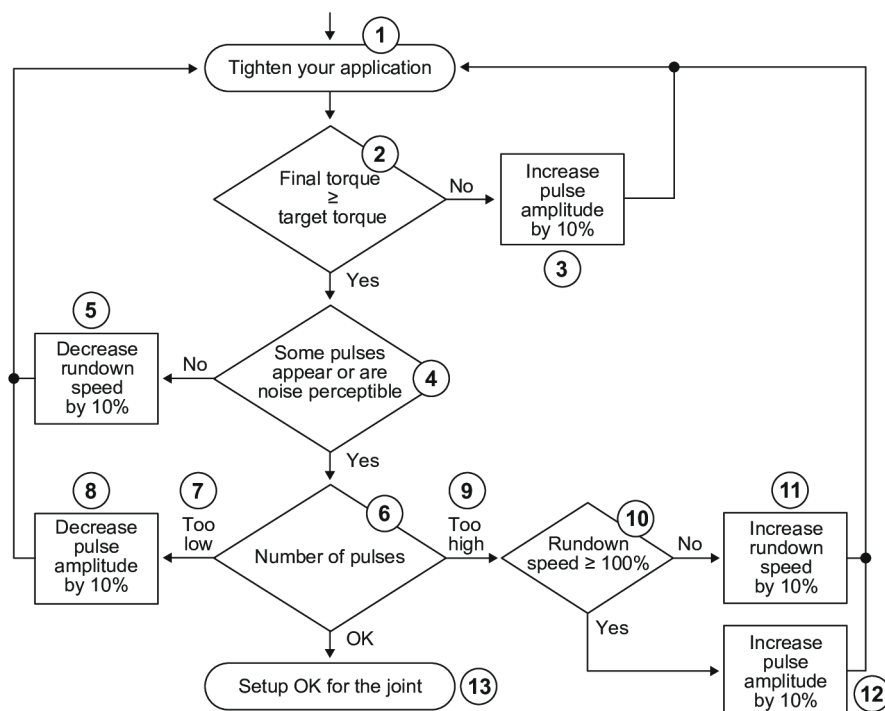 1
Tighten your application
2
Final torque
≥
target torque
No
Increase
pulse
amplitude
by 10%
3
Yes
5
Decrease
rundown
speed
by 10%
No
Some pulses
appear or are
noise perceptible
4
Yes
8
Decrease
pulse
amplitude
by 10%
7
Too
low
6
Number of pulses
9
Too
high
10
Rundown
speed ≥ 100%
No
11
Increase
rundown
speed
by 10%
Yes
Increase
pulse
amplitude
by 10%
12
OK
Setup OK for the joint
13